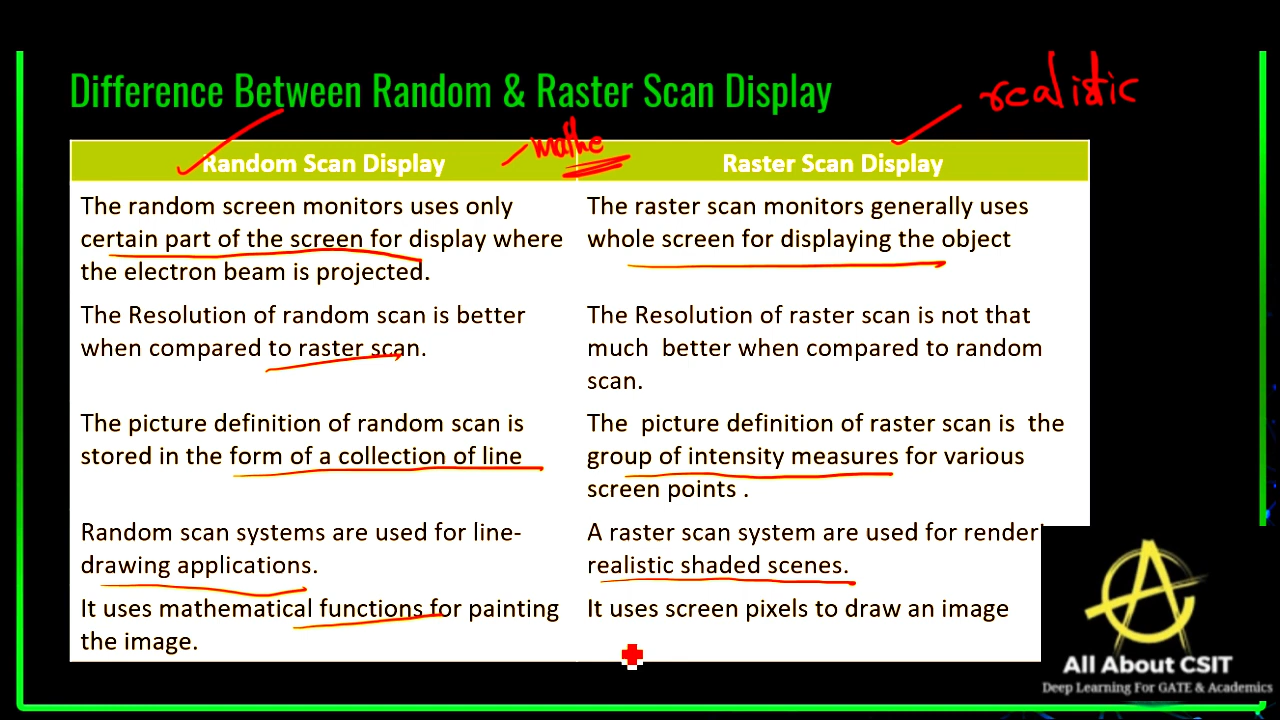 Difference Between Random & Raster Scan Display
realistic
mathe
Random Scan Display
Raster Scan Display
The random screen monitors uses only
certain part of the screen for display where
the electron beam is projected.
The raster scan monitors generally uses
whole screen for displaying the object
The Resolution of random scan is better
when compared to raster scan.
The Resolution of raster scan is not that
much better when compared to random
scan.
The picture definition of random scan is
stored in the form of a collection of line
The picture definition of raster scan is the
group of intensity measures for various
screen points .
Random scan systems are used for line-
drawing applications.
A raster scan system are used for render
realistic shaded scenes.
It uses mathematical functions for painting
the image.
It uses screen pixels to draw an image
All About CSIT
Deep Learning For GATE & Academics